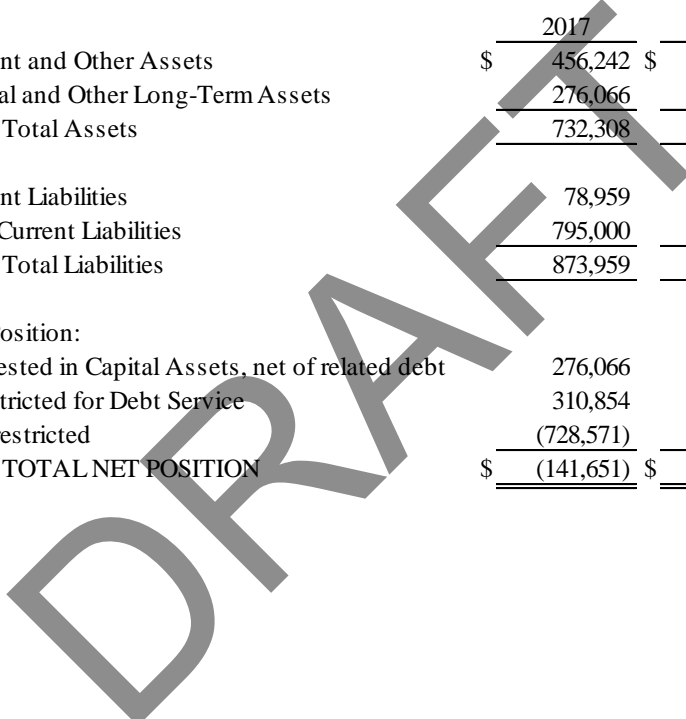 2017
nt and Other Assets $ 456,242 $
al and Other Long-Term Assets 276,066
Total Assets 732,308
nt Liabilities 78,959
Current Liabilities 795,000
Total Liabilities 873,959
osition:
ested in Capital Assets, net of related debt 276,066
tricted for Debt Service 310,854
restricted (728,571)
TOTAL NET POSITION $ (141,651) $
DRAFT